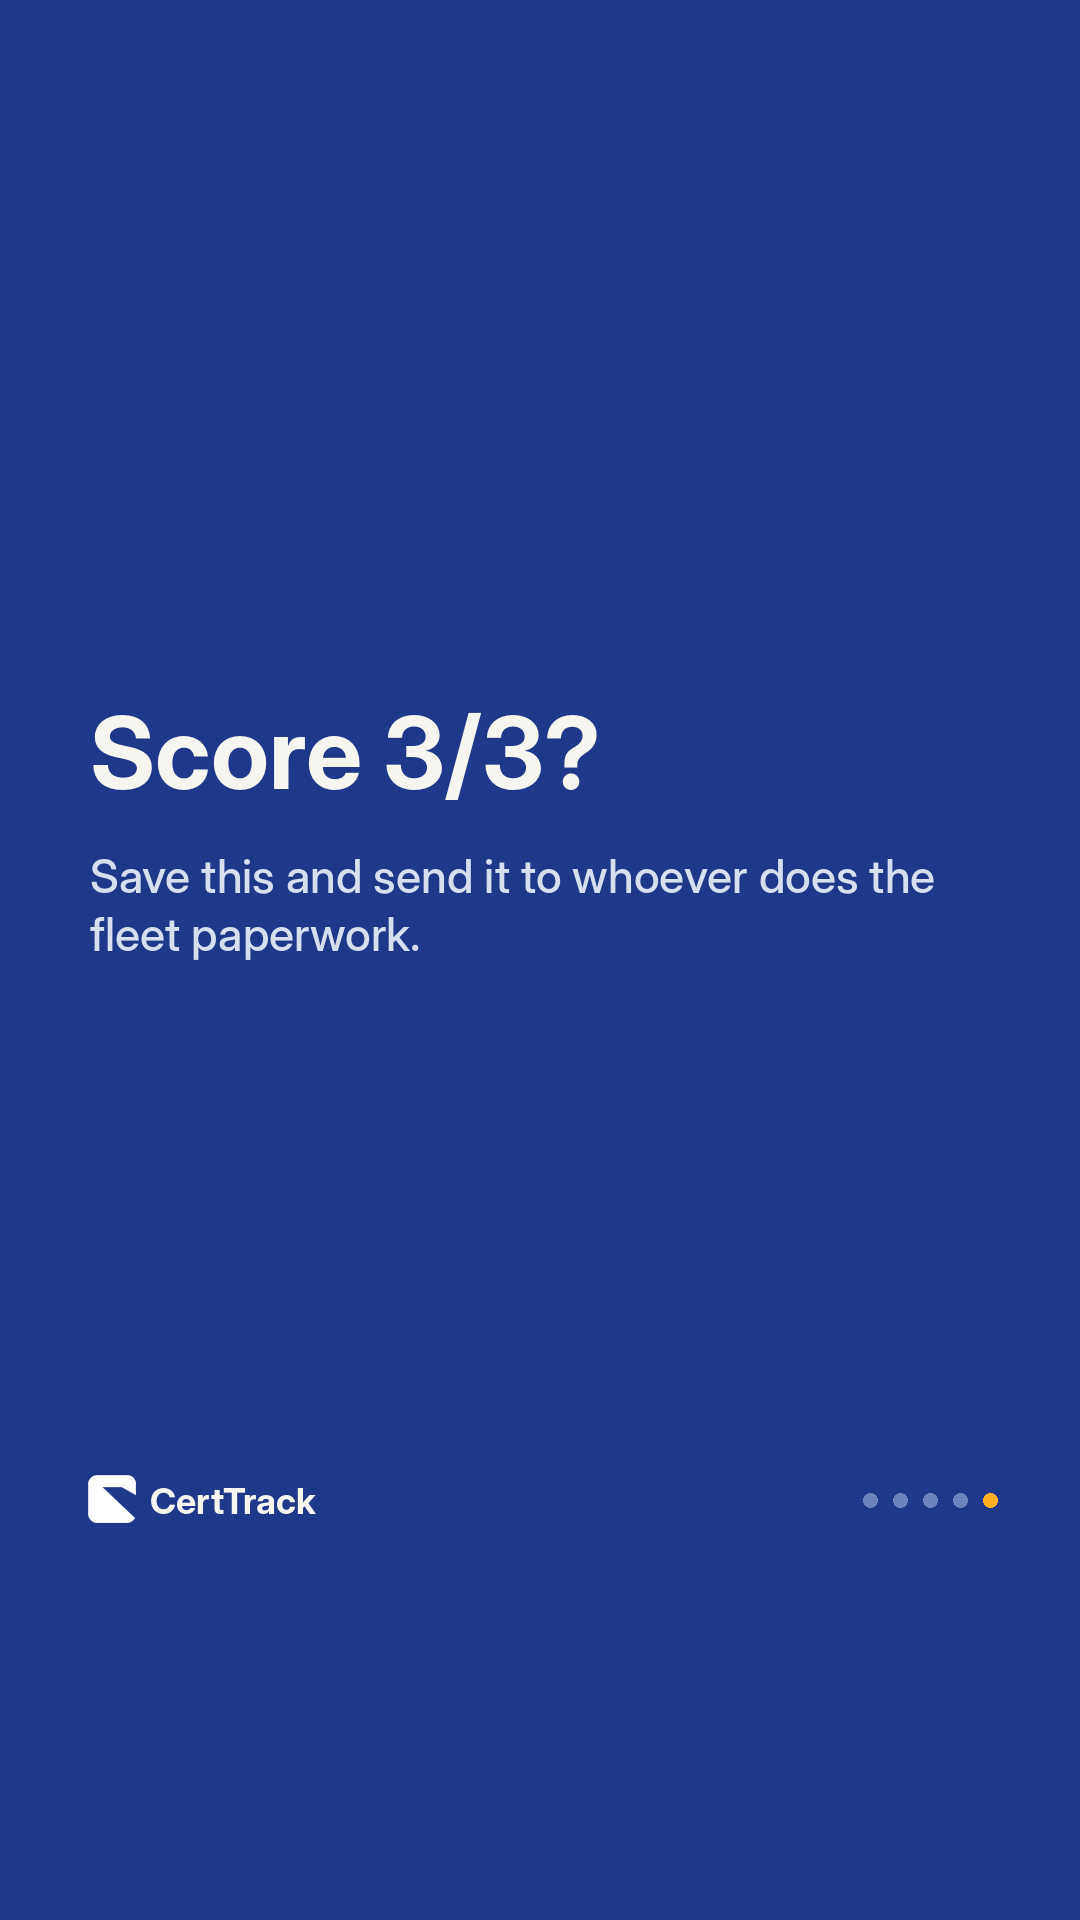 Score 3/3?
Save this and send it to whoever does the
fleet paperwork.
CertTrack